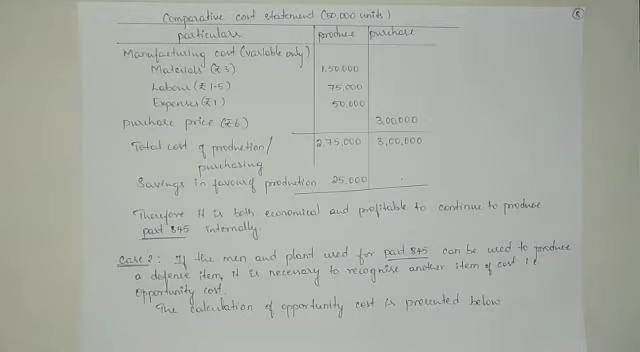 8
Comparative cost statement (50,000 units)
particulars produce purchase
Manufacturing cost (variable only)
Materials (₹3) 1,50,000
Labour (₹1.5) 75,000
Expenses (₹1) 50,000
purchase price (₹6) 3,00,000
Total cost of production/ 2,75,000 3,00,000
purchasing
Savings in favour of production 25,000
Therefore it is both economical and profitable to continue to produce
part 845 internally.
Case 2: If the men and plant used for part 845 can be used to produce
a defense item, it is necessary to recognise another item of cost i.e
opportunity cost.
The calculation of opportunity cost is presented below